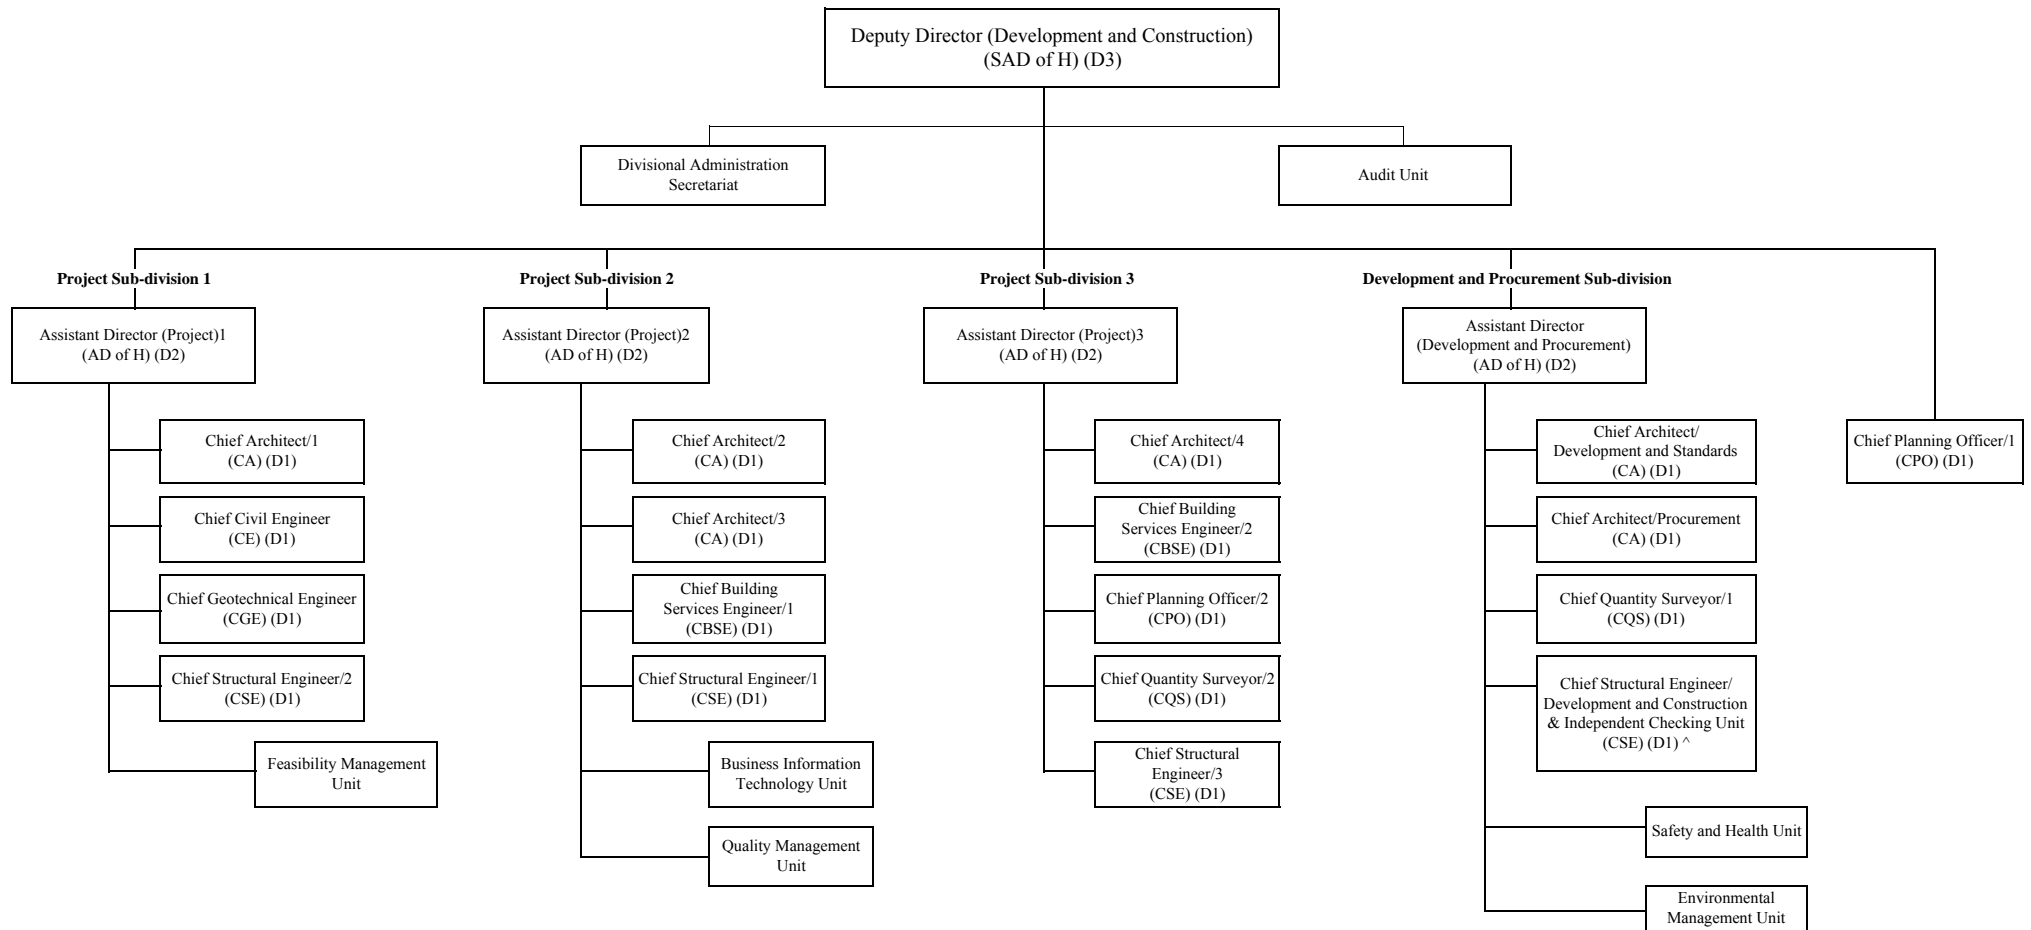 Deputy Director (Development and Construction)
(SAD of H) (D3)
Divisional Administration
Secretariat
Audit Unit
Project Sub-division 1
Assistant Director (Project)1
(AD of H) (D2)
Chief Architect/1
(CA) (D1)
Chief Civil Engineer
(CE) (D1)
Chief Geotechnical Engineer
(CGE) (D1)
Chief Structural Engineer/2
(CSE) (D1)
Feasibility Management
Unit
Project Sub-division 2
Assistant Director (Project)2
(AD of H) (D2)
Chief Architect/2
(CA) (D1)
Chief Architect/3
(CA) (D1)
Chief Building
Services Engineer/1
(CBSE) (D1)
Chief Structural Engineer/1
(CSE) (D1)
Business Information
Technology Unit
Quality Management
Unit
Project Sub-division 3
Assistant Director (Project)3
(AD of H) (D2)
Chief Architect/4
(CA) (D1)
Chief Building
Services Engineer/2
(CBSE) (D1)
Chief Planning Officer/2
(CPO) (D1)
Chief Quantity Surveyor/2
(CQS) (D1)
Chief Structural
Engineer/3
(CSE) (D1)
Development and Procurement Sub-division
Assistant Director
(Development and Procurement)
(AD of H) (D2)
Chief Architect/
Development and Standards
(CA) (D1)
Chief Architect/Procurement
(CA) (D1)
Chief Quantity Surveyor/1
(CQS) (D1)
Chief Structural Engineer/
Development and Construction
& Independent Checking Unit
(CSE) (D1) ^
Safety and Health Unit
Environmental
Management Unit
Chief Planning Officer/1
(CPO) (D1)